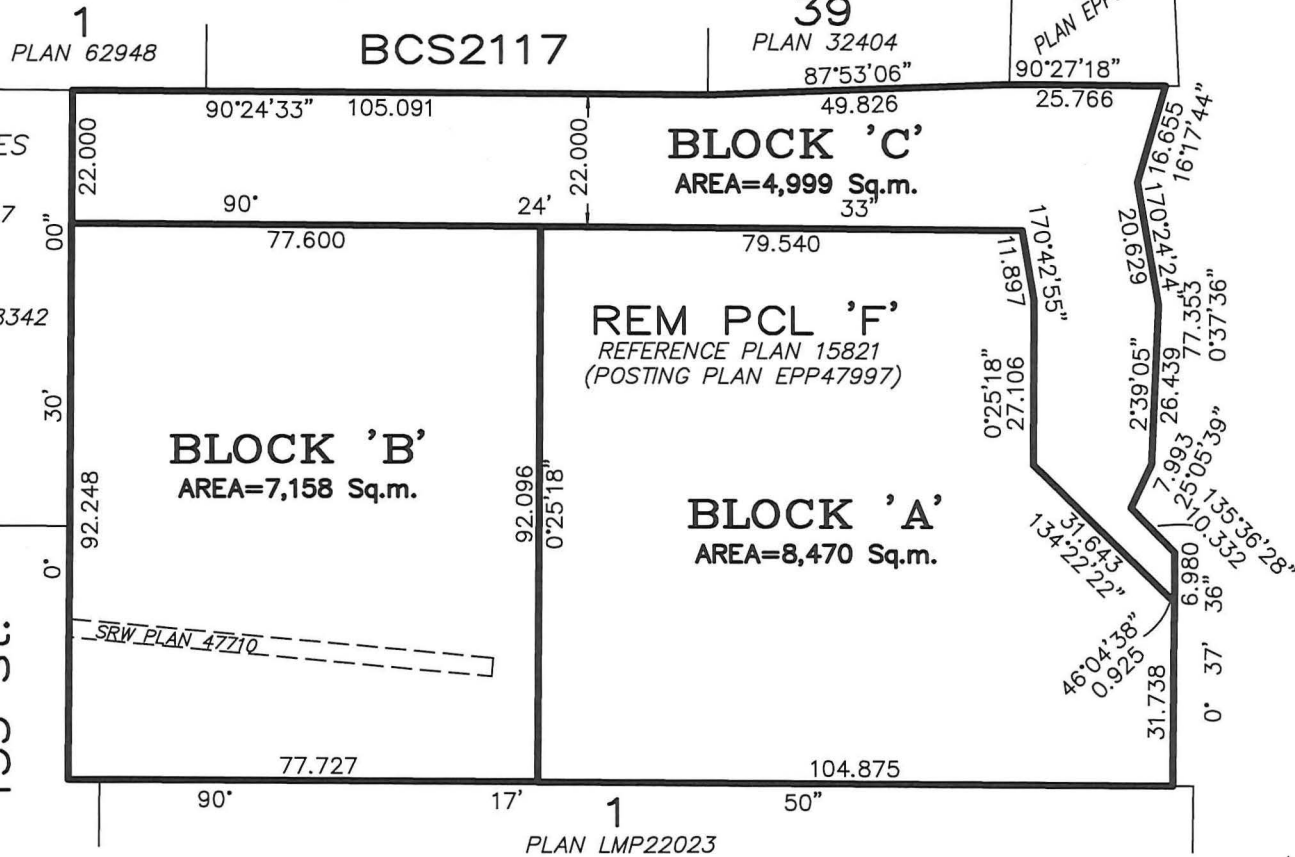 1
PLAN 62948
BCS2117
39
PLAN 32404
PLAN
90°24'33" 105.091
87°53'06"
49.826
90°27'18"
25.766
22.000
22.000
BLOCK 'C'
AREA=4,999 Sq.m.
16.655
16°17'44"
ES
7
8342
90° 24' 33"
77.600
79.540
170°24'24"
20.629
11.897
170°42'55"
77.353
0°37'36"
REM PCL 'F'
REFERENCE PLAN 15821
(POSTING PLAN EPP47997)
0°25'18"
27.106
2°39'05"
26.439
0° 30' 00"
92.248
BLOCK 'B'
AREA=7,158 Sq.m.
92.096
0°25'18"
BLOCK 'A'
AREA=8,470 Sq.m.
7.993
25°05'39"
135°36'28"
10.332
31.643
134°22'22"
6.980
46°04'38"
0.925
31.738
0° 37' 36"
SRW PLAN 47710
St.
77.727
104.875
90° 17' 50"
1
PLAN LMP22023